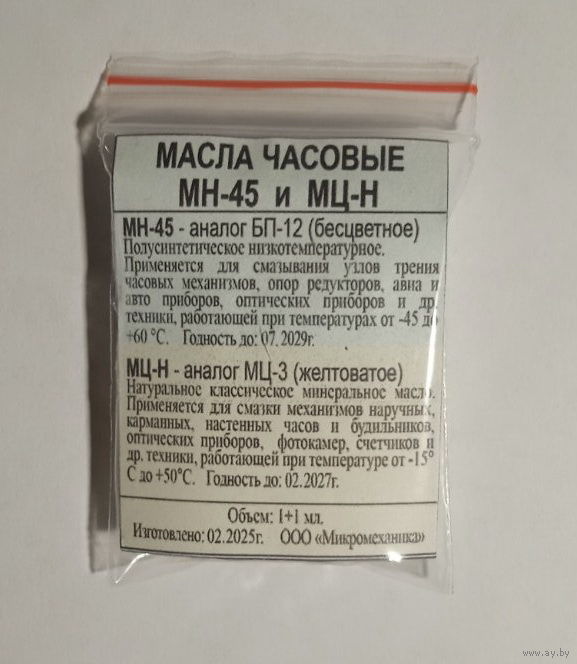 МАСЛА ЧАСОВЫЕ
МН-45 и МЦ-Н
МН-45 - аналог БП-12 (бесцветное)
Полусинтетическое низкотемпературное.
Применяется для смазывания узлов трения
часовых механизмов, опор редукторов, авиа и
авто приборов, оптических приборов и др.
техники, работающей при температурах от -45 до
+60 °С. Годность до: 07.2029г.
МЦ-Н - аналог МЦ-3 (желтоватое)
Натуральное классическое минеральное масло.
Применяется для смазки механизмов наручных,
карманных, настенных часов и будильников,
оптических приборов, фотокамер, счетчиков и
др. техники, работающей при температуре от -15°
С до +50°С. Годность до: 02.2027г.
Объем: 1+1 мл.
Изготовлено: 02.2025г. ООО «Микромеханика»
© www.ay.by